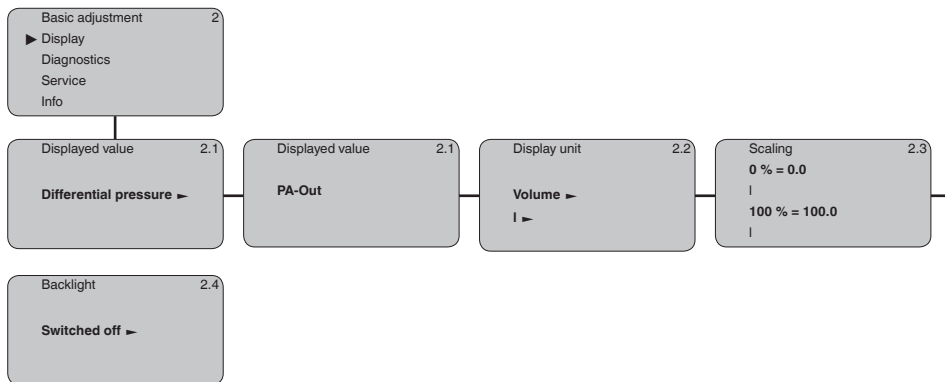 Basic adjustment 2
▶ Display
Diagnostics
Service
Info
Displayed value 2.1
Differential pressure ►
Displayed value 2.1
PA-Out
Display unit 2.2
Volume ►
l ►
Scaling 2.3
0 % = 0.0
l
100 % = 100.0
l
Backlight 2.4
Switched off ►